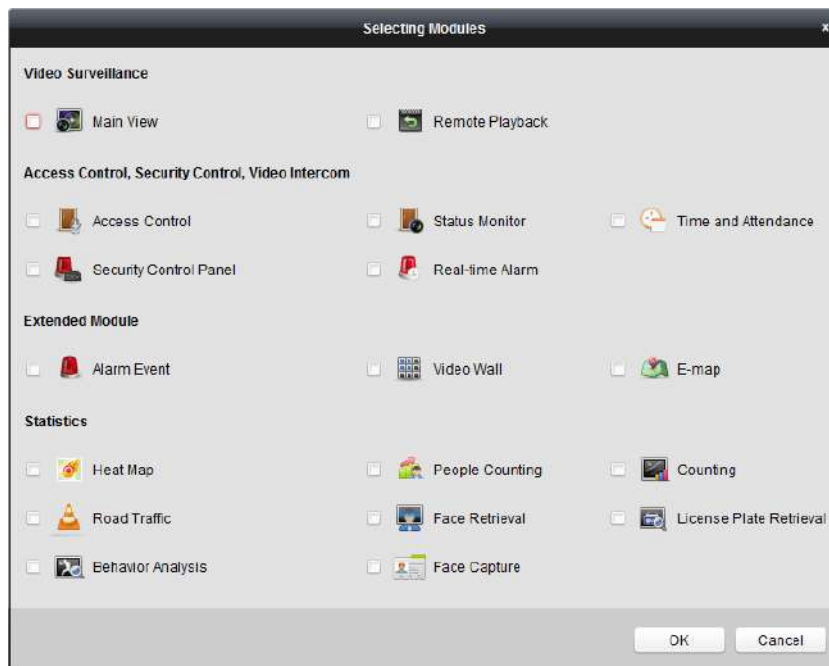 Selecting Modules x
Video Surveillance
Main View Remote Playback
Access Control, Security Control, Video Intercom
Access Control Status Monitor Time and Attendance
Security Control Panel Real-time Alarm
Extended Module
Alarm Event Video Wall E-map
Statistics
Heat Map People Counting Counting
Road Traffic Face Retrieval License Plate Retrieval
Behavior Analysis Face Capture
OK Cancel